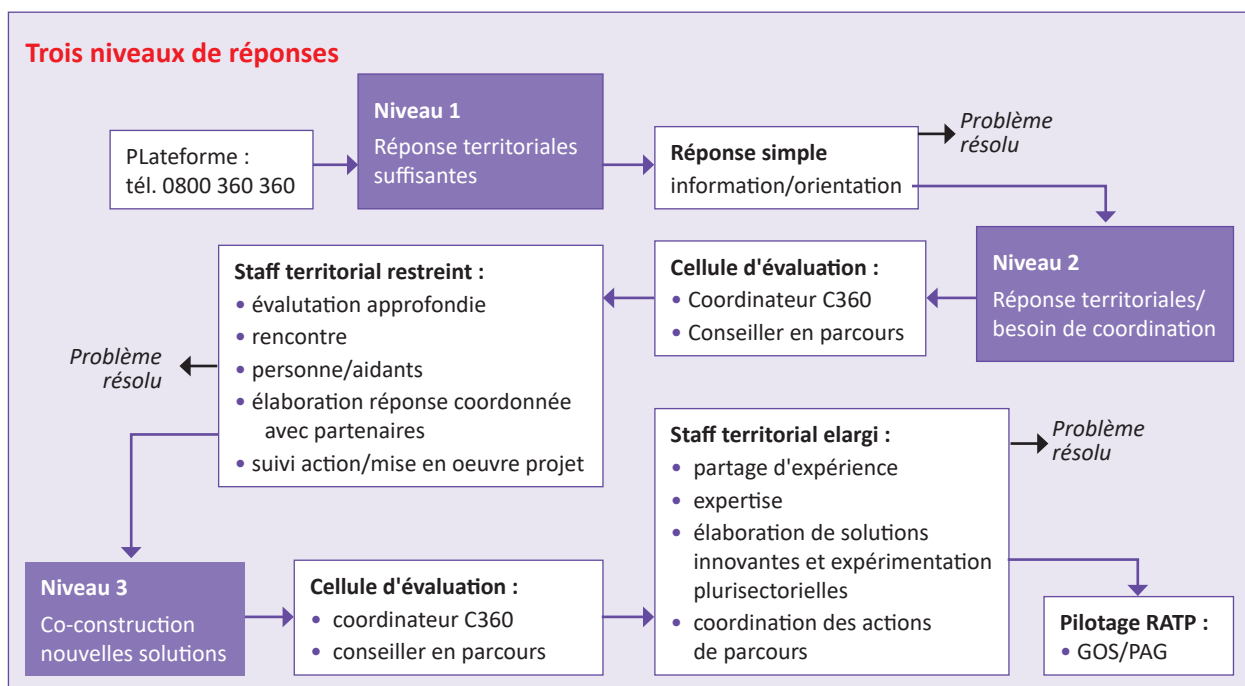 Trois niveaux de réponses
PLateforme :
tél. 0800 360 360
Niveau 1
Réponse territoriales
suffisantes
Réponse simple
information/orientation
Problème
résolu
Niveau 2
Réponse territoriales/
besoin de coordination
Cellule d'évaluation :
• Coordinateur C360
• Conseiller en parcours
Staff territorial restreint :
• évalutation approfondie
• rencontre
• personne/aidants
• élaboration réponse coordonnée
avec partenaires
• suivi action/mise en oeuvre projet
Problème
résolu
Niveau 3
Co-construction
nouvelles solutions
Cellule d'évaluation :
• coordinateur C360
• conseiller en parcours
Staff territorial elargi :
• partage d'expérience
• expertise
• élaboration de solutions
innovantes et expérimentation
plurisectorielles
• coordination des actions
de parcours
Problème
résolu
Pilotage RATP :
• GOS/PAG